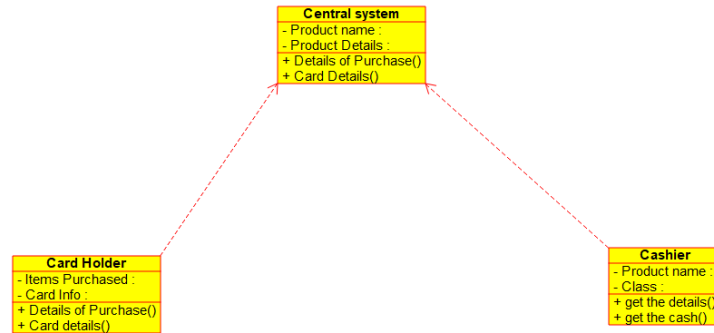 Central system
- Product name :
- Product Details :
+ Details of Purchase()
+ Card Details()
Card Holder
- Items Purchased :
- Card Info :
+ Details of Purchase()
+ Card details()
Cashier
- Product name :
- Class :
+ get the details()
+ get the cash()